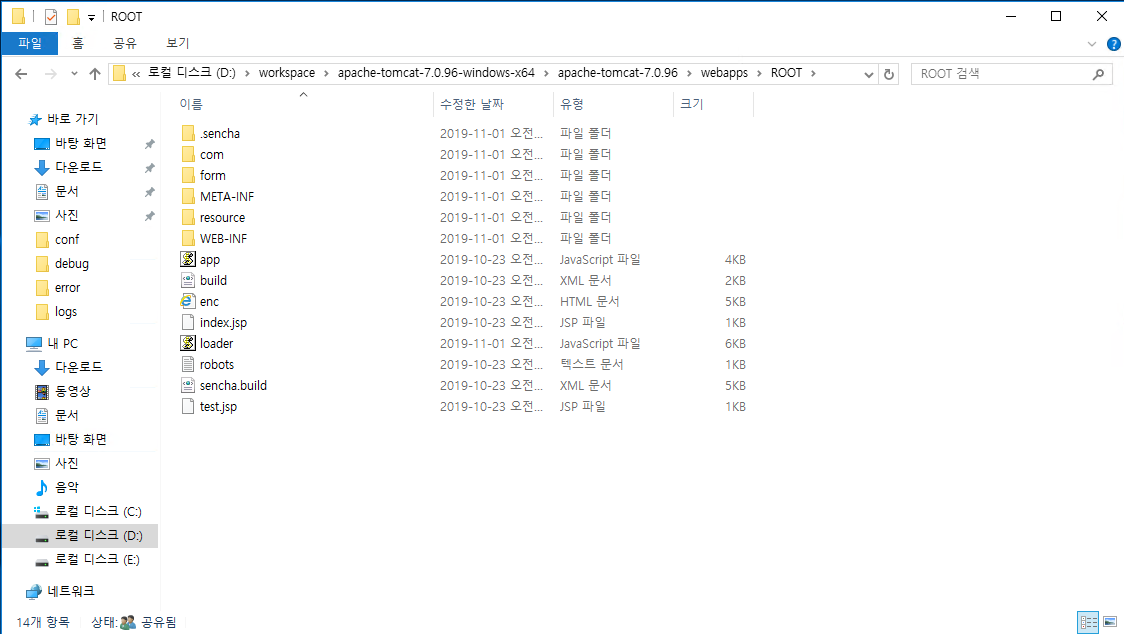 ROOT
파일 홈 공유 보기
« 로컬 디스크 (D:) › workspace › apache-tomcat-7.0.96-windows-x64 › apache-tomcat-7.0.96 › webapps › ROOT › ROOT 검색
이름 수정한 날짜 유형 크기
바로 가기
바탕 화면
다운로드
문서
사진
conf
debug
error
logs
내 PC
다운로드
동영상
문서
바탕 화면
사진
음악
로컬 디스크 (C:)
로컬 디스크 (D:)
로컬 디스크 (E:)
네트워크
.sencha 2019-11-01 오전... 파일 폴더
com 2019-11-01 오전... 파일 폴더
form 2019-11-01 오전... 파일 폴더
META-INF 2019-11-01 오전... 파일 폴더
resource 2019-11-01 오전... 파일 폴더
WEB-INF 2019-11-01 오전... 파일 폴더
app 2019-10-23 오전... JavaScript 파일 4KB
build 2019-10-23 오전... XML 문서 2KB
enc 2019-10-23 오전... HTML 문서 5KB
index.jsp 2019-10-23 오전... JSP 파일 1KB
loader 2019-11-01 오전... JavaScript 파일 6KB
robots 2019-10-23 오전... 텍스트 문서 1KB
sencha.build 2019-10-23 오전... XML 문서 5KB
test.jsp 2019-10-23 오전... JSP 파일 1KB
14개 항목 상태: 공유됨